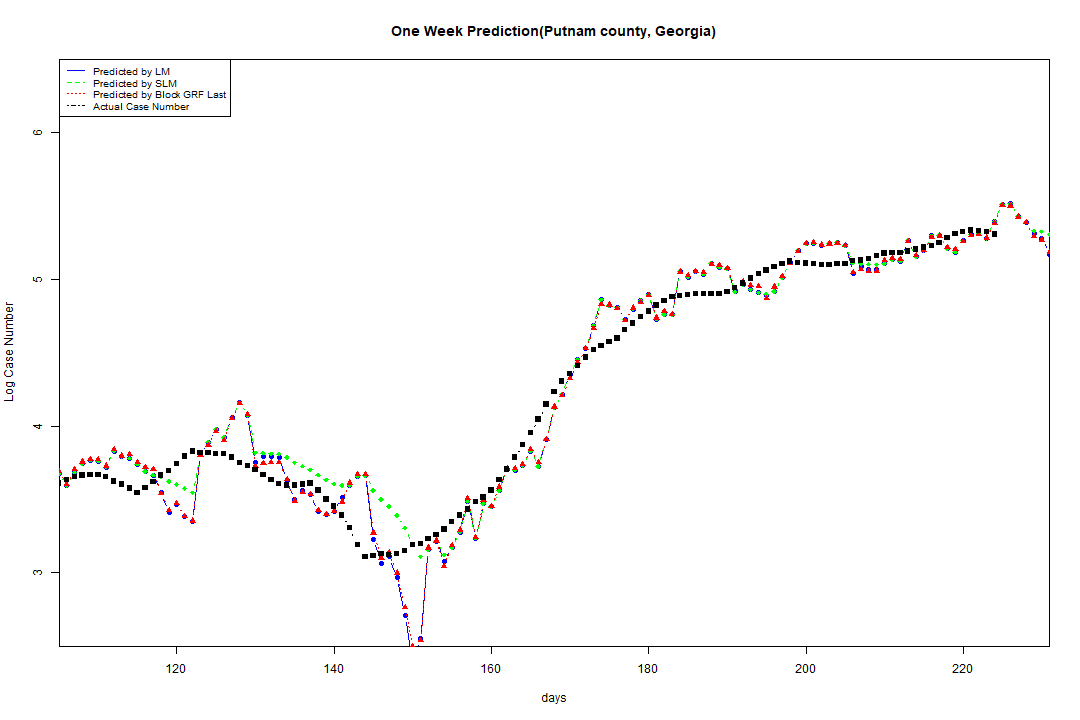 One Week Prediction(Putnam county, Georgia)
Predicted by LM
Predicted by SLM
Predicted by Block GRF Last
Actual Case Number
6
5
4
3
Log Case Number
120 140 160 180 200 220
days